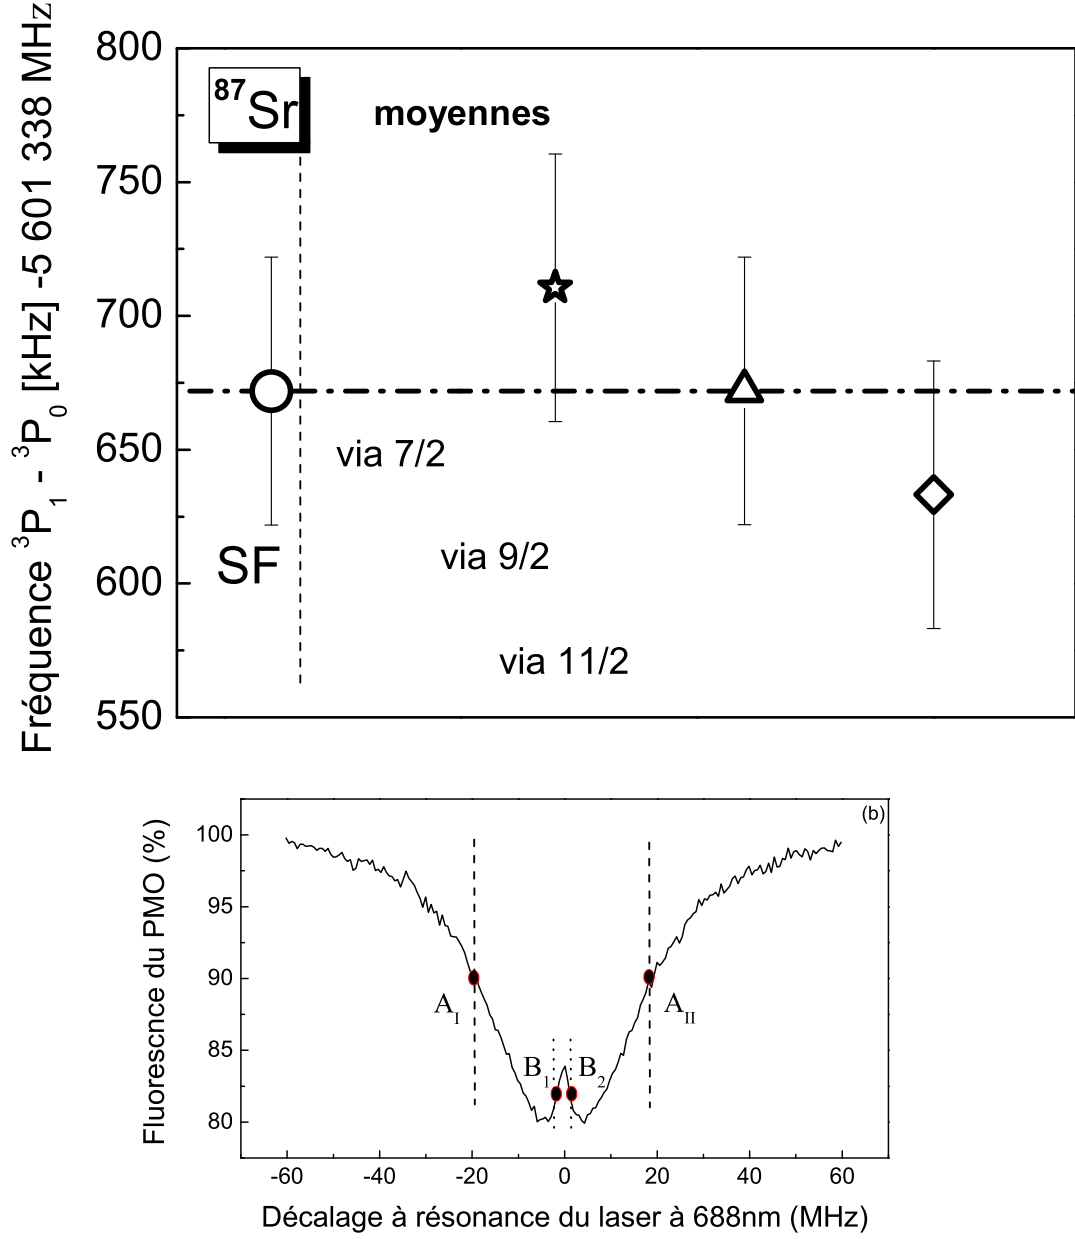 Fréquence ³P₁ - ³P₀ [kHz] -5 601 338 MHz
800
750
700
650
600
550
⁸⁷Sr
moyennes
via 7/2
SF
via 9/2
via 11/2
(b)
Fluorescnce du PMO (%)
100
95
90
85
80
A_I
A_II
B₁
B₂
-60 -40 -20 0 20 40 60
Décalage à résonance du laser à 688nm (MHz)